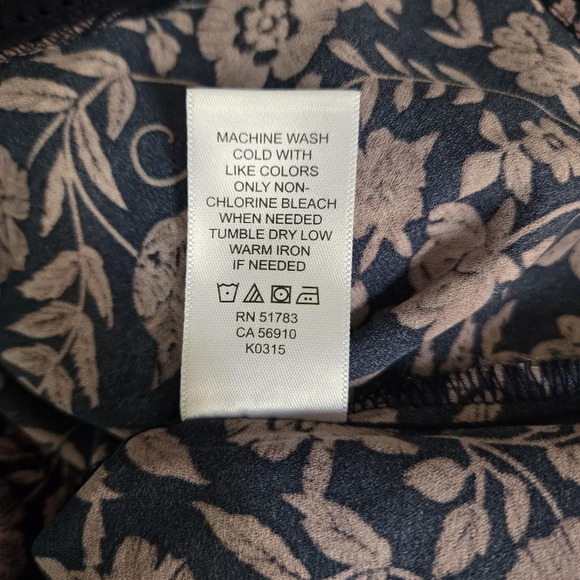 MACHINE WASH
COLD WITH
LIKE COLORS
ONLY NON-
CHLORINE BLEACH
WHEN NEEDED
TUMBLE DRY LOW
WARM IRON
IF NEEDED
RN 51783
CA 56910
K0315